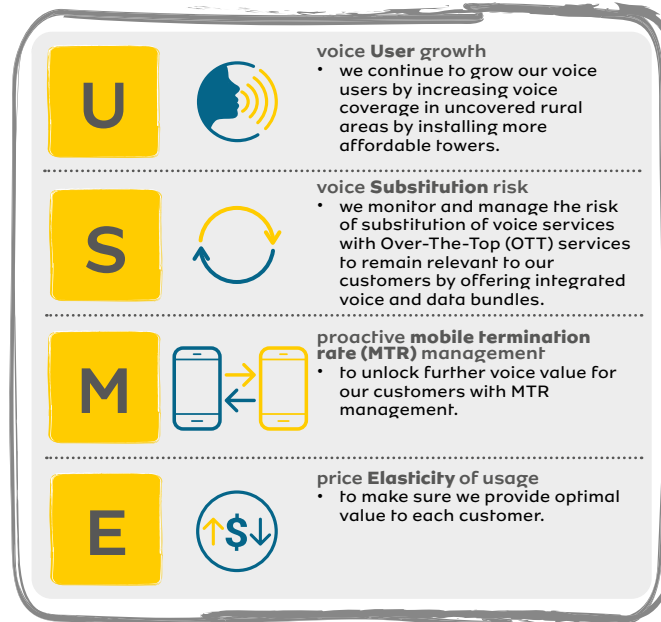 U
voice User growth
• we continue to grow our voice
users by increasing voice
coverage in uncovered rural
areas by installing more
affordable towers.
S
voice Substitution risk
• we monitor and manage the risk
of substitution of voice services
with Over-The-Top (OTT) services
to remain relevant to our
customers by offering integrated
voice and data bundles.
M
proactive mobile termination
rate (MTR) management
• to unlock further voice value for
our customers with MTR
management.
E
$
price Elasticity of usage
• to make sure we provide optimal
value to each customer.